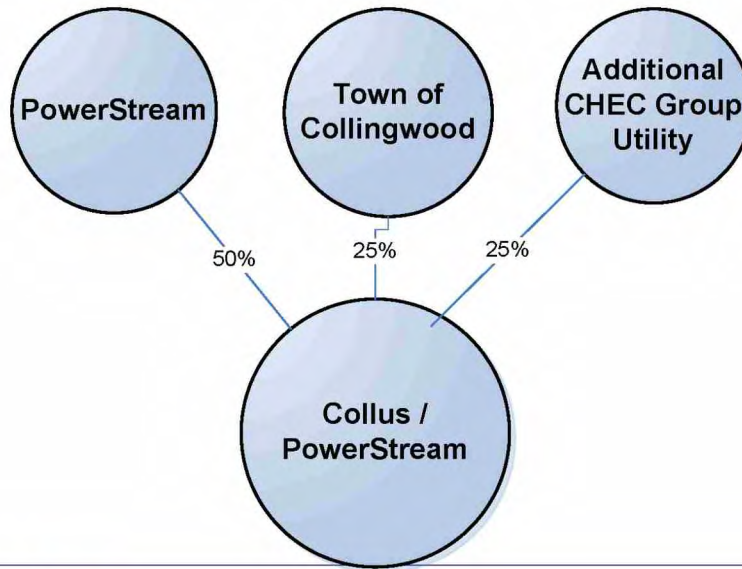 PowerStream
Town of
Collingwood
Additional
CHEC Group
Utility
50%
25%
25%
Collus /
PowerStream